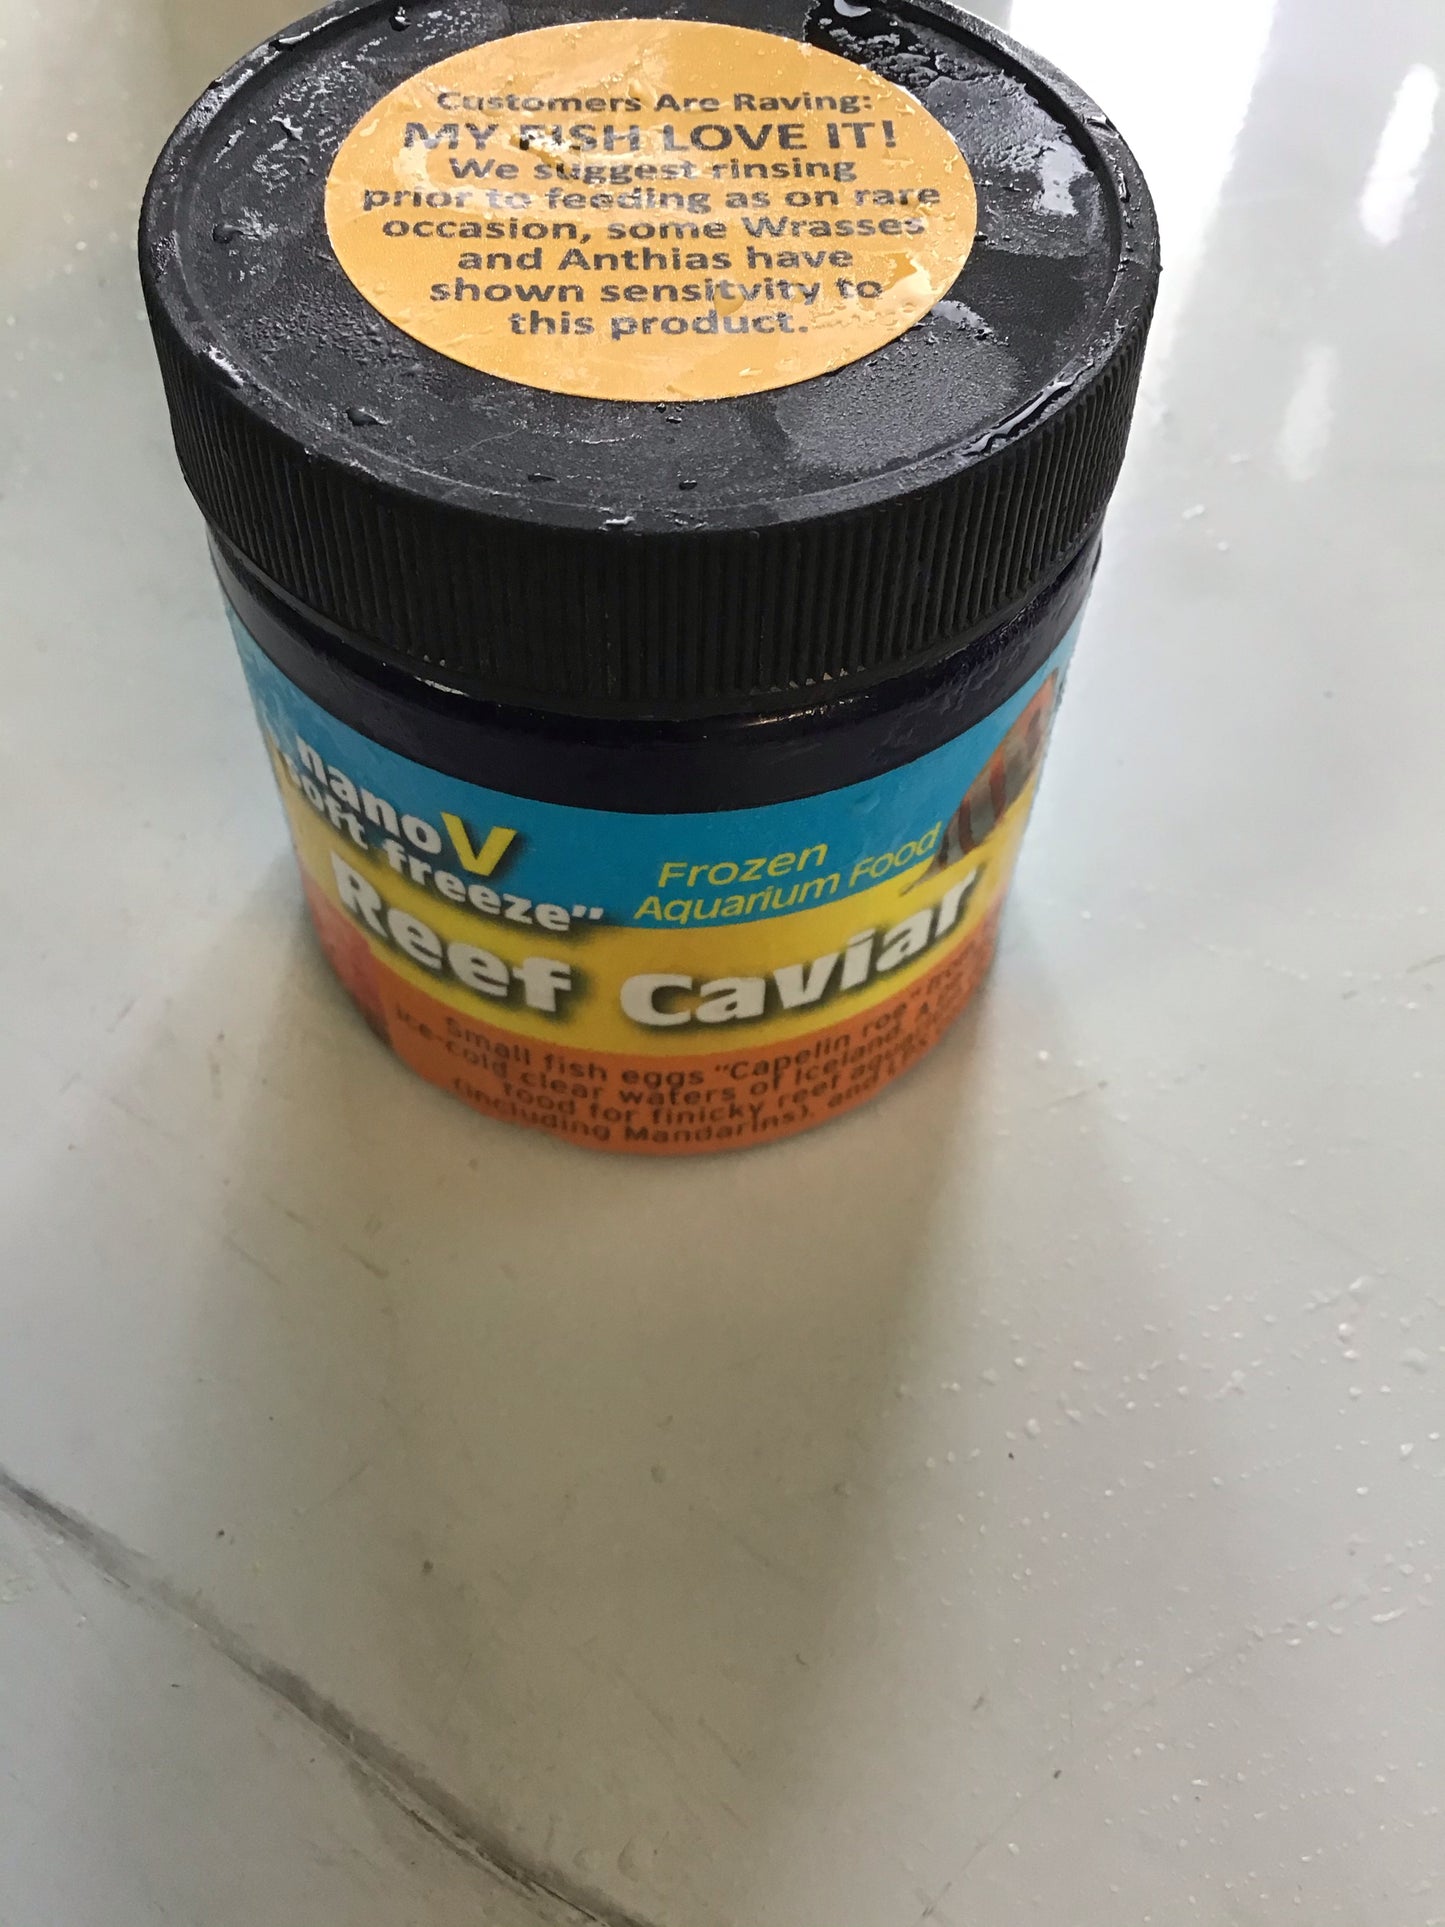 Customers Are Raving:
MY FISH LOVE IT!
We suggest rinsing
prior to feeding as on rare
occasion, some Wrasses
and Anthias have
shown sensitvity to
this product.
nano V
soft freeze"
Frozen
Aquarium Food
Reef Caviar
Small fish eggs "Capelin roe"
ice-cold clear waters of Iceland.
food for finicky reef
(including Mandarins), and